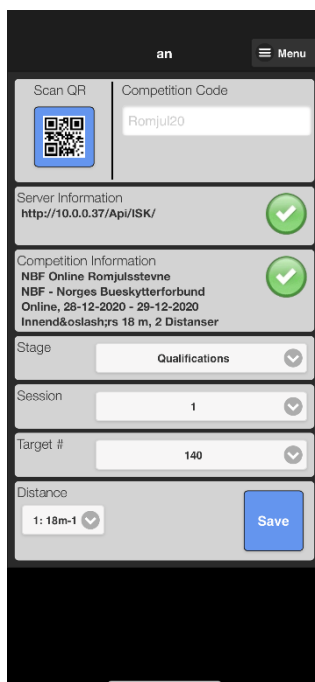 an
Menu
Scan QR
Competition Code
Romjul20
Server Information
http://10.0.0.37/Api/ISK/
Competition Information
NBF Online Romjulsstevne
NBF - Norges Bueskytterforbund
Online, 28-12-2020 - 29-12-2020
Innend&oslash;rs 18 m, 2 Distanser
Stage
Qualifications
Session
1
Target #
140
Distance
1: 18m-1
Save